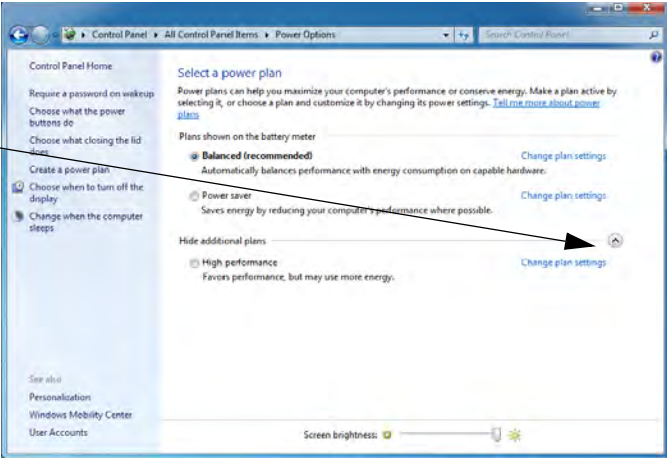 Control Panel ▸ All Control Panel Items ▸ Power Options
Search Control Panel
Control Panel Home
Require a password on wakeup
Choose what the power
buttons do
Choose what closing the lid
does
Create a power plan
Choose when to turn off the
display
Change when the computer
sleeps
See also
Personalization
Windows Mobility Center
User Accounts
Select a power plan
Power plans can help you maximize your computer's performance or conserve energy. Make a plan active by
selecting it, or choose a plan and customize it by changing its power settings. Tell me more about power
plans
Plans shown on the battery meter
Balanced (recommended) Change plan settings
Automatically balances performance with energy consumption on capable hardware.
Power saver Change plan settings
Saves energy by reducing your computer's performance where possible.
Hide additional plans
High performance Change plan settings
Favors performance, but may use more energy.
Screen brightness: